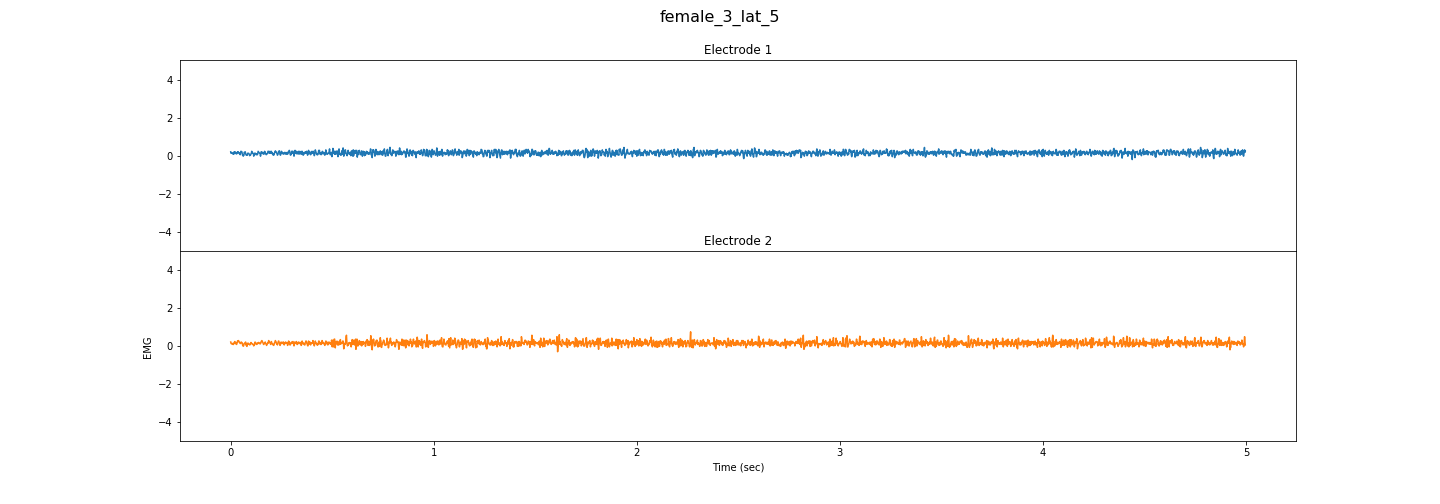 female_3_lat_5
Electrode 1
4
2
0
−2
−4
Electrode 2
4
2
0
−2
−4
EMG
0 1 2 3 4 5
Time (sec)